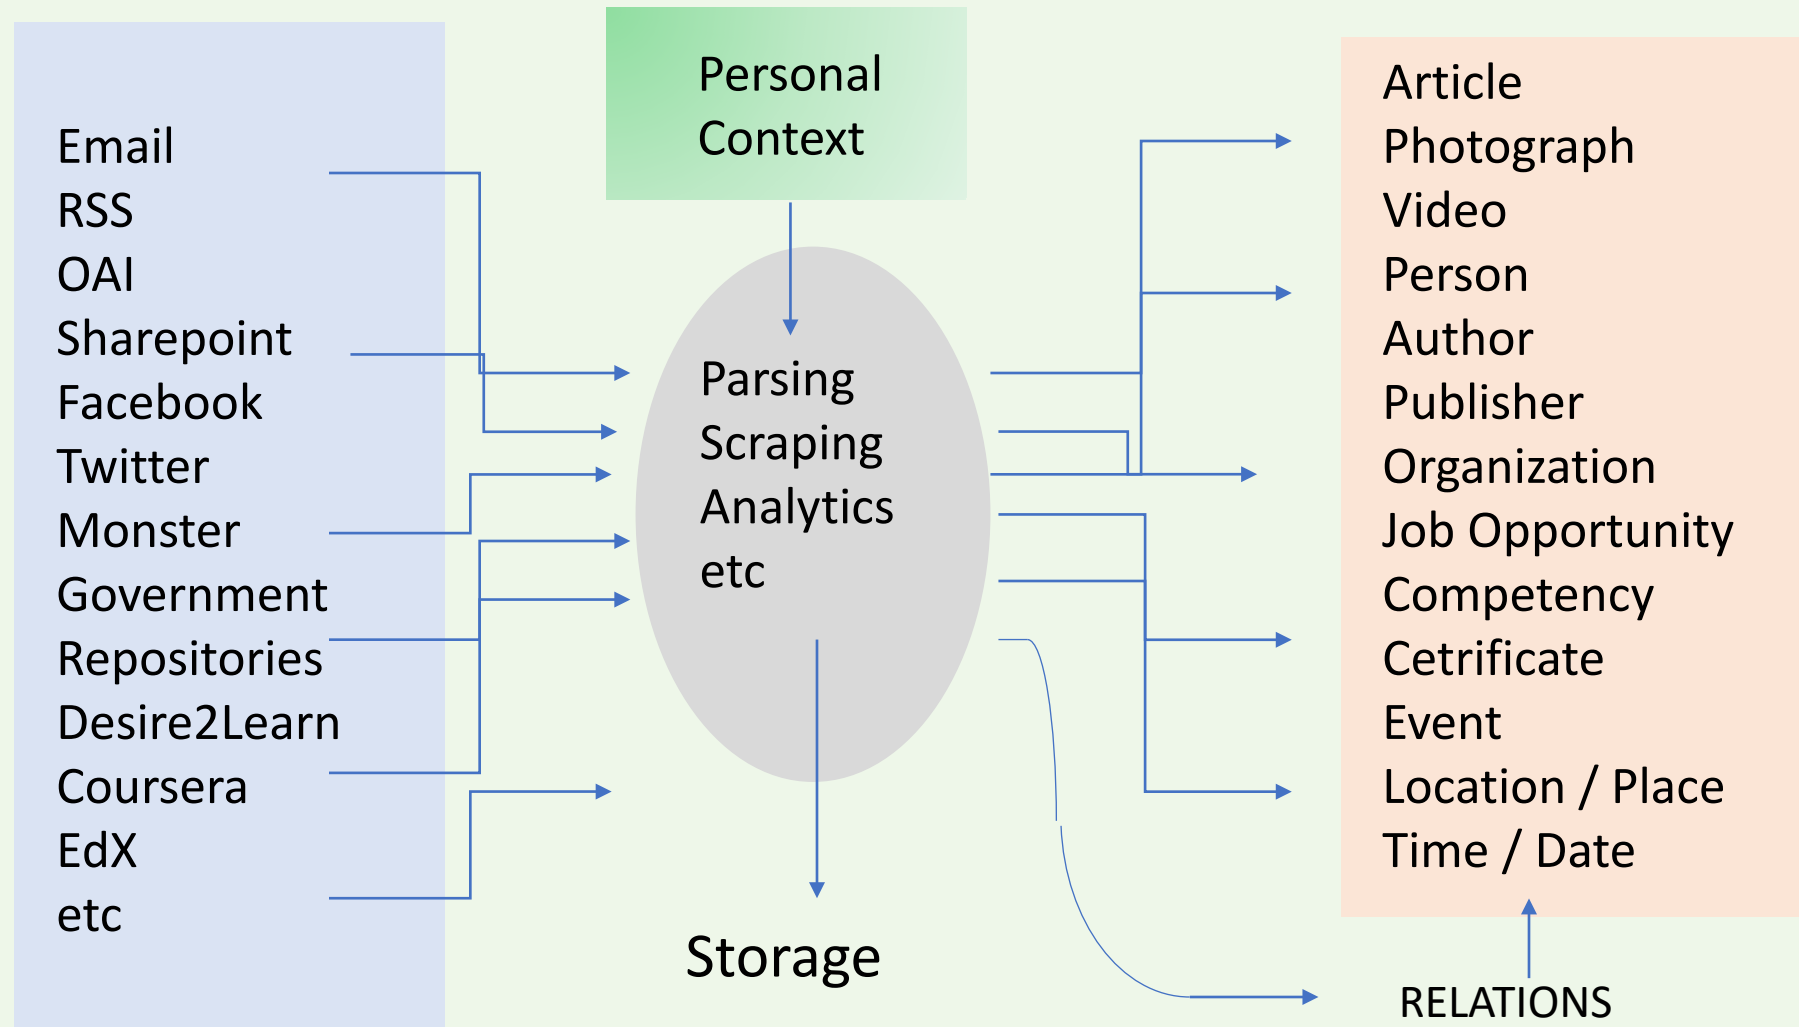 Email
RSS
OAI
Sharepoint
Facebook
Twitter
Monster
Government
Repositories
Desire2Learn
Coursera
EdX
etc
Personal
Context
Parsing
Scraping
Analytics
etc
Storage
Article
Photograph
Video
Person
Author
Publisher
Organization
Job Opportunity
Competency
Cetrificate
Event
Location / Place
Time / Date
RELATIONS